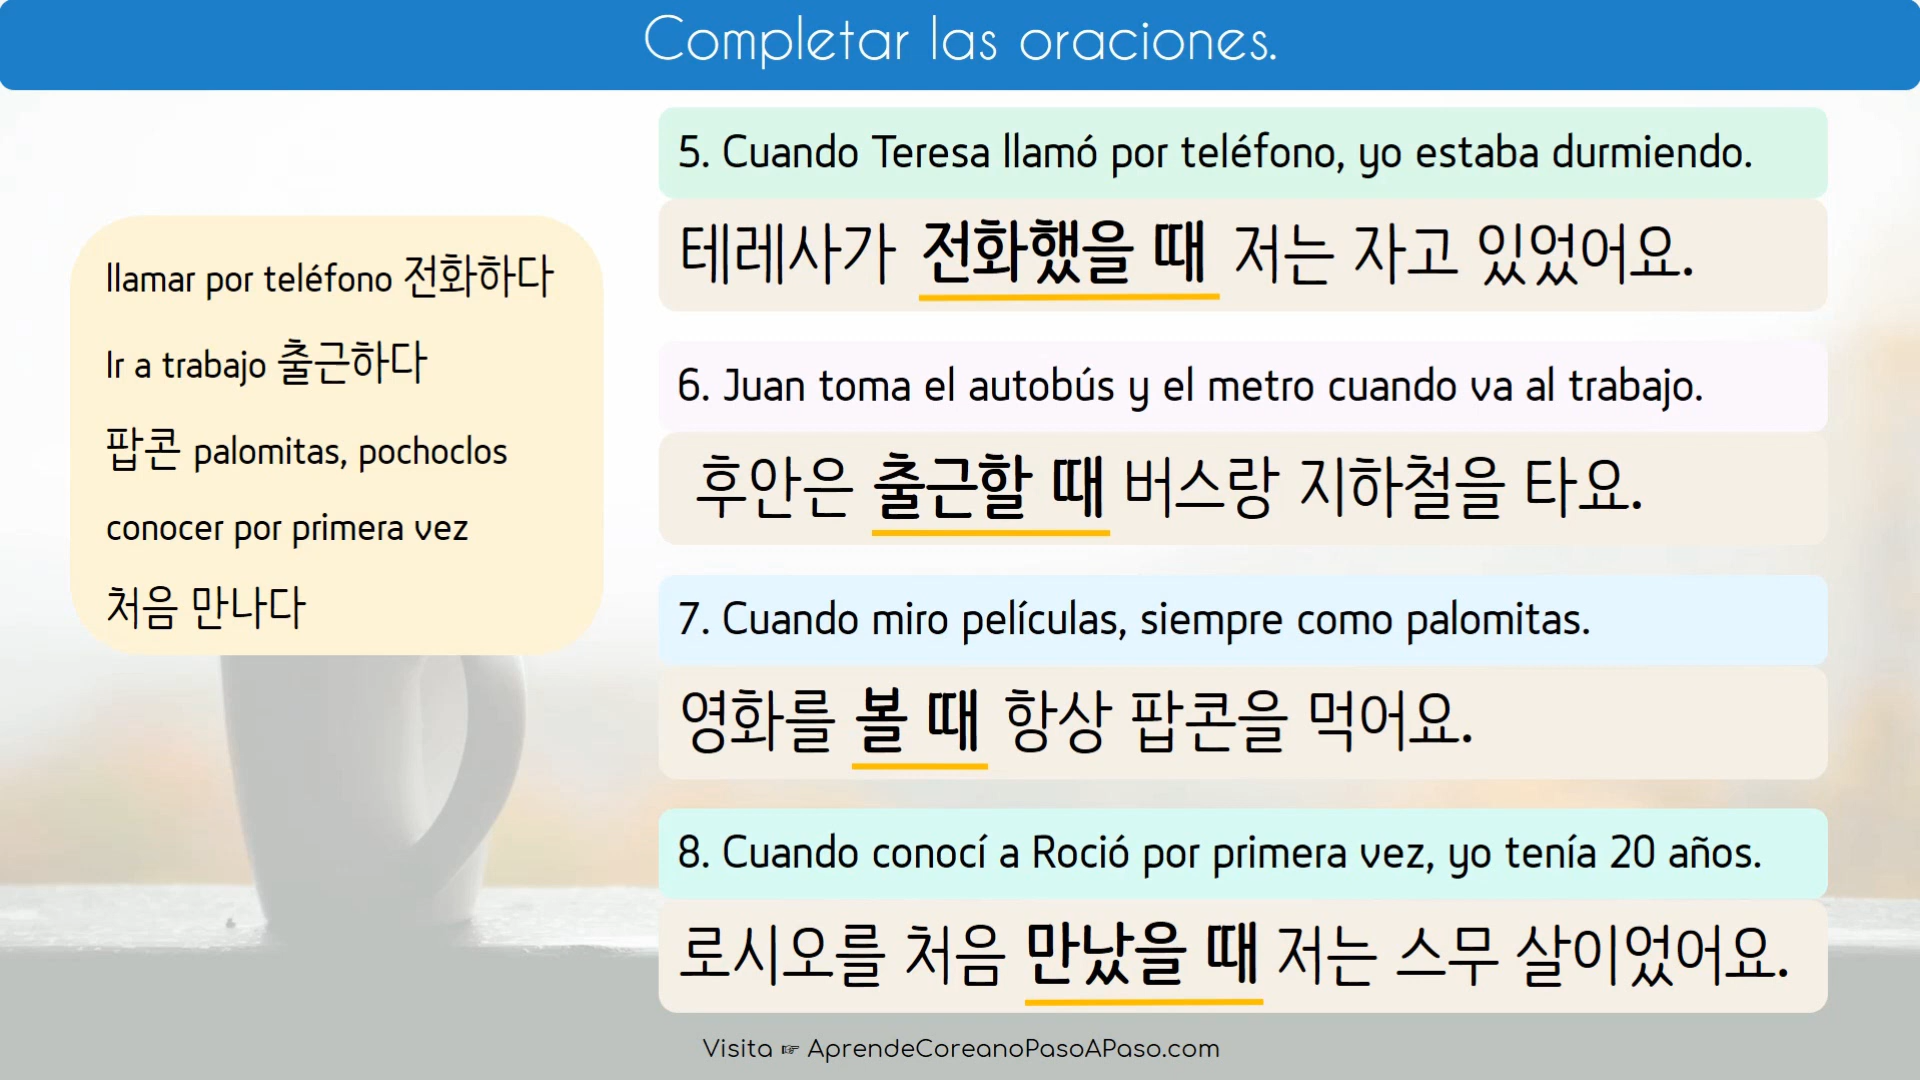 Completar las oraciones.
llamar por teléfono 전화하다
Ir a trabajo 출근하다
팝콘 palomitas, pochoclos
conocer por primera vez
처음 만나다
5. Cuando Teresa llamó por teléfono, yo estaba durmiendo.
테레사가 전화했을 때 저는 자고 있었어요.
6. Juan toma el autobús y el metro cuando va al trabajo.
후안은 출근할 때 버스랑 지하철을 타요.
7. Cuando miro películas, siempre como palomitas.
영화를 볼 때 항상 팝콘을 먹어요.
8. Cuando conocí a Roció por primera vez, yo tenía 20 años.
로시오를 처음 만났을 때 저는 스무 살이었어요.
Visita ☞ AprendeCoreanoPasoAPaso.com